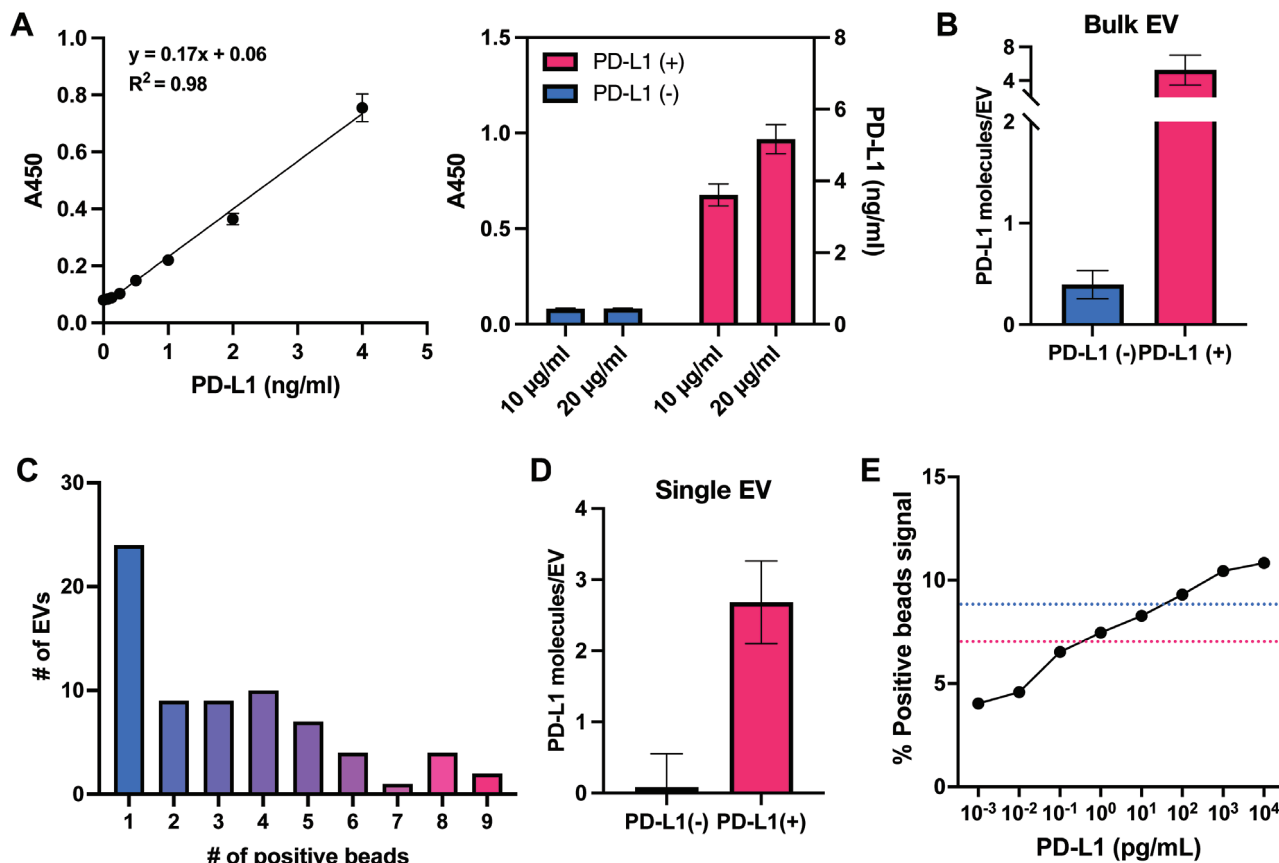 A
y = 0.17x + 0.06
R² = 0.98
A450
1.0
0.8
0.6
0.4
0.2
0.0
0 1 2 3 4 5
PD-L1 (ng/ml)
PD-L1 (+)
PD-L1 (-)
A450
1.5
1.0
0.5
0.0
8
6
4
2
0
PD-L1 (ng/ml)
10 µg/ml
20 µg/ml
10 µg/ml
20 µg/ml
B
Bulk EV
PD-L1 molecules/EV
8
4
2
1
0
PD-L1 (-) PD-L1 (+)
C
# of EVs
30
20
10
0
1 2 3 4 5 6 7 8 9
# of positive beads
D
Single EV
PD-L1 molecules/EV
4
3
2
1
0
PD-L1(-) PD-L1(+)
E
% Positive beads signal
15
10
5
0
10⁻³ 10⁻² 10⁻¹ 10⁰ 10¹ 10² 10³ 10⁴
PD-L1 (pg/mL)